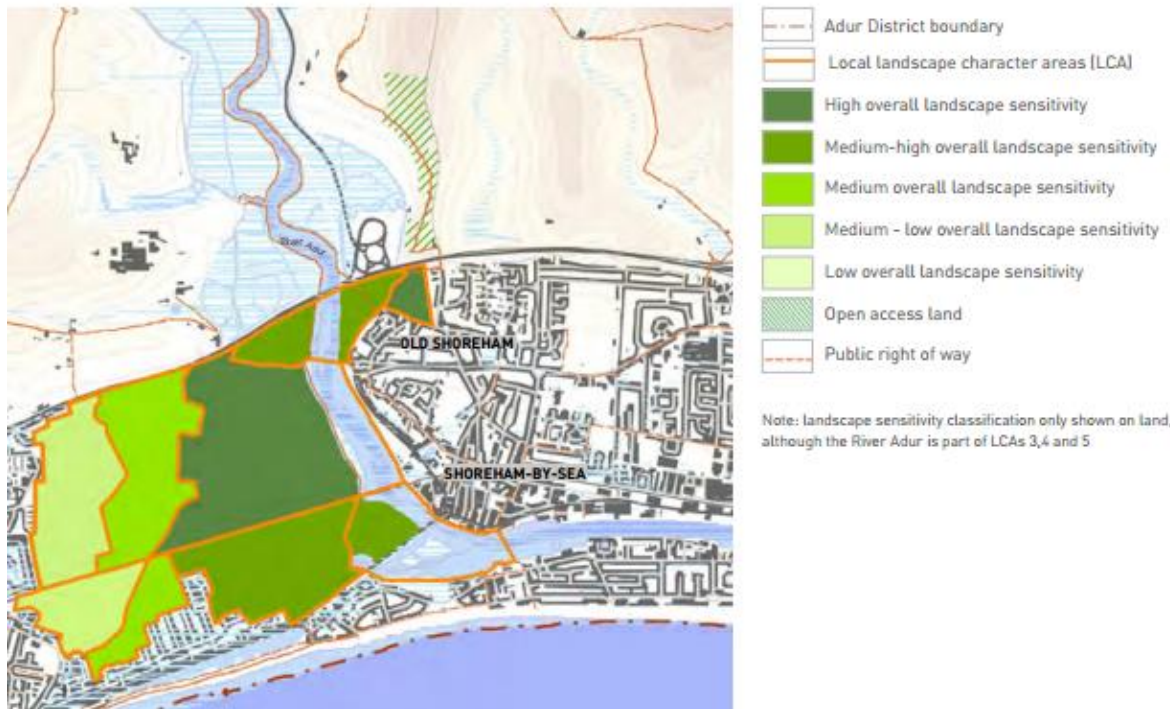 River Adur
OLD SHOREHAM
SHOREHAM-BY-SEA
Adur District boundary
Local landscape character areas (LCA)
High overall landscape sensitivity
Medium-high overall landscape sensitivity
Medium overall landscape sensitivity
Medium - low overall landscape sensitivity
Low overall landscape sensitivity
Open access land
Public right of way
Note: landscape sensitivity classification only shown on land,
although the River Adur is part of LCAs 3,4 and 5